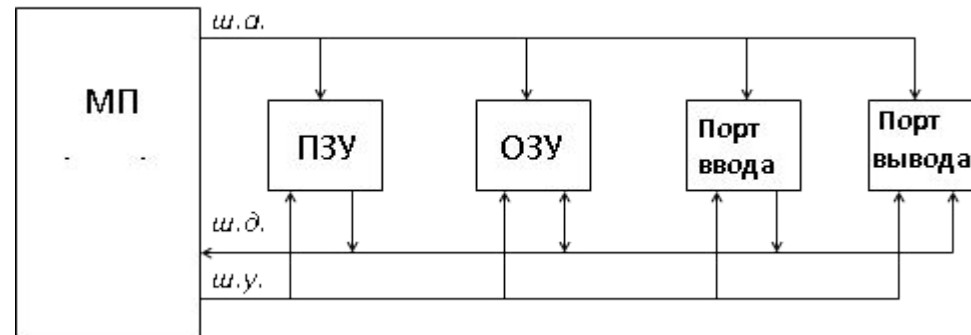 ш.а.
МП
ПЗУ
ОЗУ
Порт
ввода
Порт
вывода
ш.д.
ш.у.